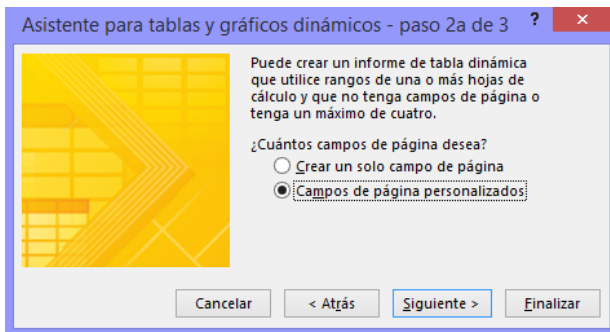 Asistente para tablas y gráficos dinámicos - paso 2a de 3 ? ×
Puede crear un informe de tabla dinámica
que utilice rangos de una o más hojas de
cálculo y que no tenga campos de página o
tenga un máximo de cuatro.
¿Cuántos campos de página desea?
Crear un solo campo de página
Campos de página personalizados
Cancelar < Atrás Siguiente > Finalizar